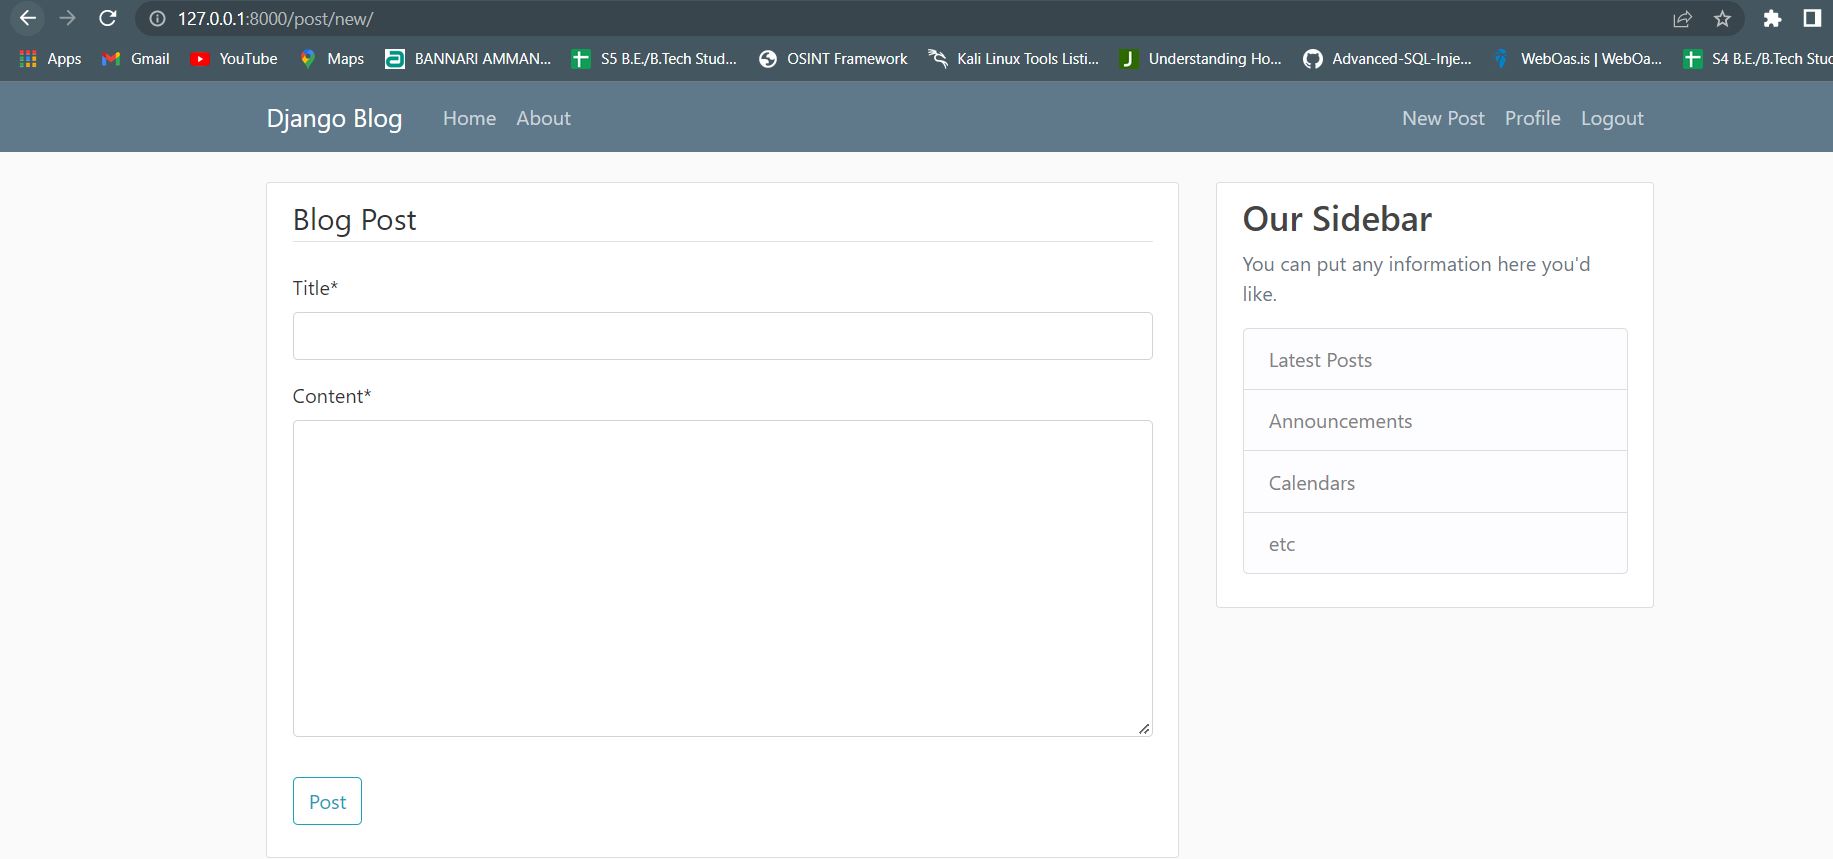 127.0.0.1:8000/post/new/
Apps Gmail YouTube Maps BANNARI AMMAN... S5 B.E./B.Tech Stud... OSINT Framework Kali Linux Tools Listi... Understanding Ho... Advanced-SQL-Inje... WebOas.is | WebOa... S4 B.E./B.Tech Stud
Django Blog Home About New Post Profile Logout
Blog Post
Title*
Content*
Post
Our Sidebar
You can put any information here you'd
like.
Latest Posts
Announcements
Calendars
etc